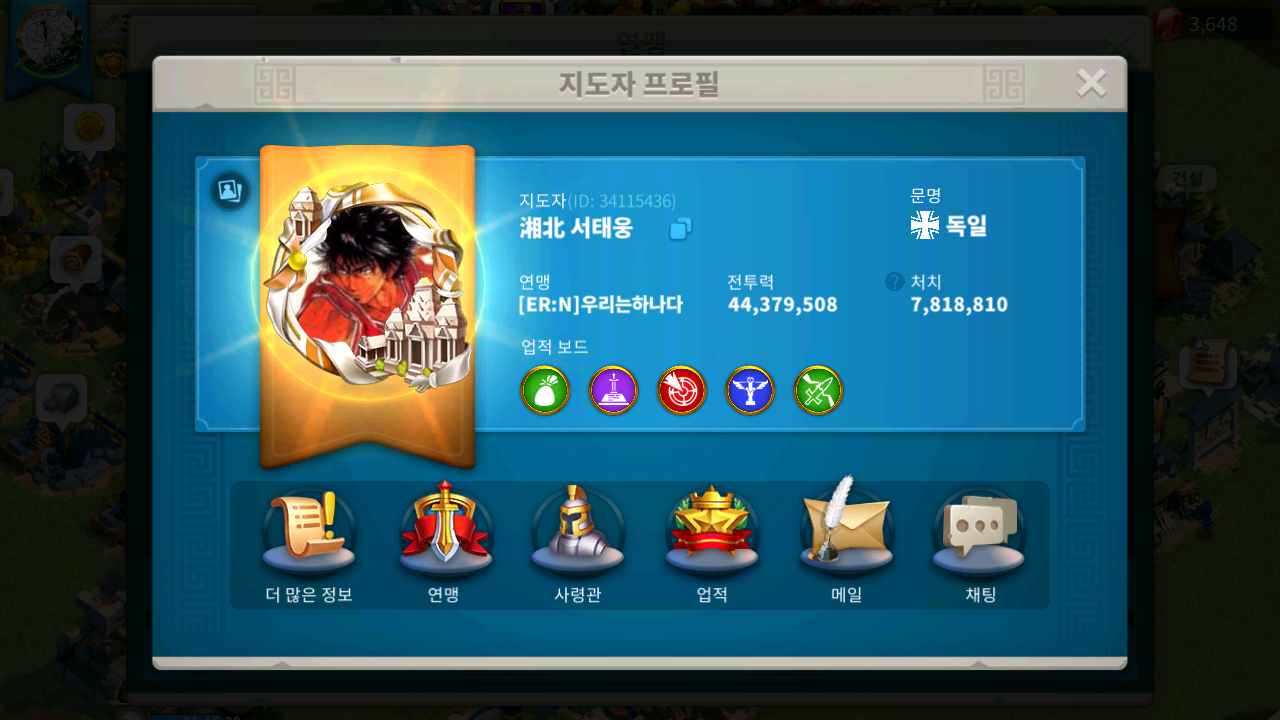 연맹
3,648
지도자 프로필
건설
지도자(ID: 34115436)
湘北 서태웅
문명
독일
연맹
[ER:N]우리는하나다
전투력
44,379,508
? 처치
7,818,810
업적 보드
더 많은 정보
연맹
사령관
업적
메일
채팅